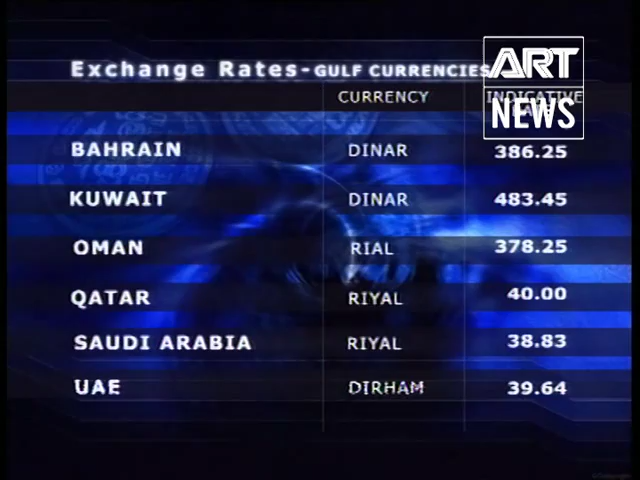 Exchange Rates-GULF CURRENCIES
ART
NEWS
CURRENCY INDICATIVE
BAHRAIN DINAR 386.25
KUWAIT DINAR 483.45
OMAN RIAL 378.25
QATAR RIYAL 40.00
SAUDI ARABIA RIYAL 38.83
UAE DIRHAM 39.64